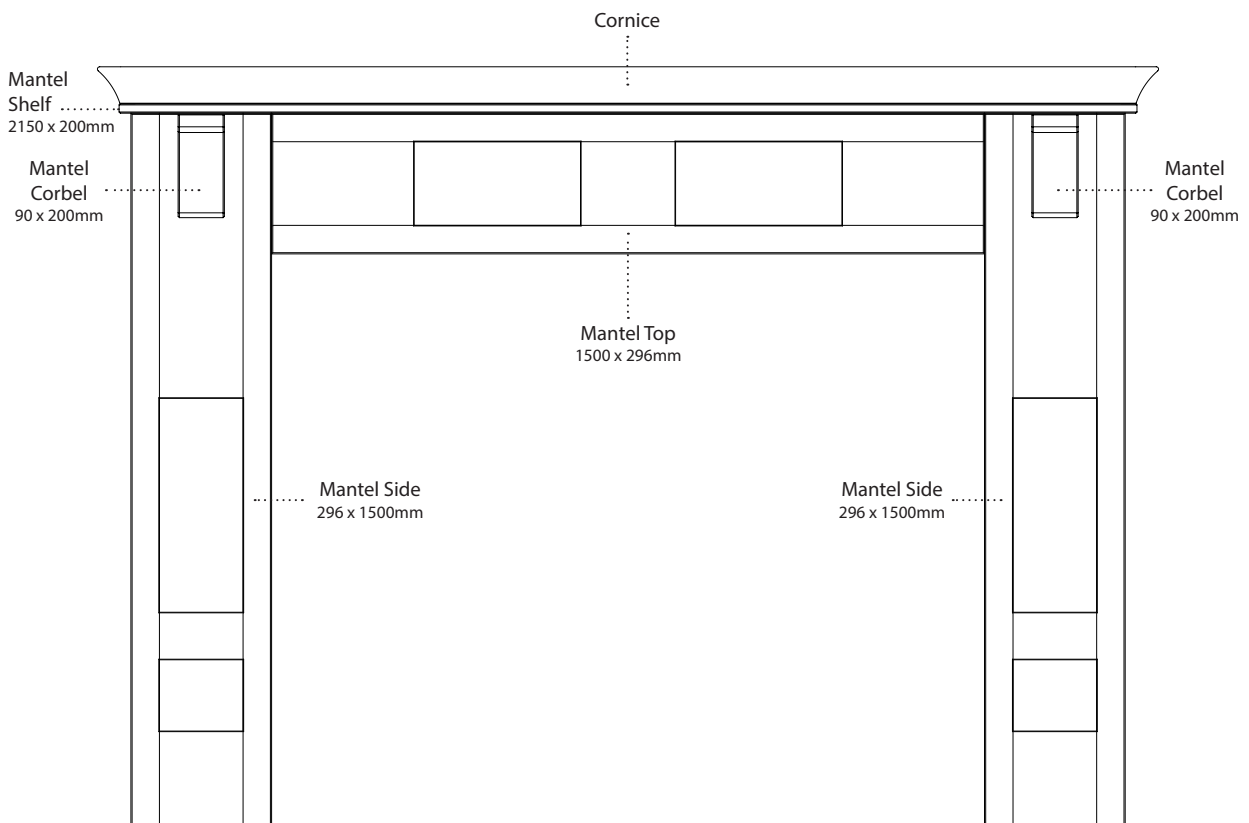 Cornice
Mantel
Shelf
2150 x 200mm
Mantel
Corbel
90 x 200mm
Mantel
Corbel
90 x 200mm
Mantel Top
1500 x 296mm
Mantel Side
296 x 1500mm
Mantel Side
296 x 1500mm